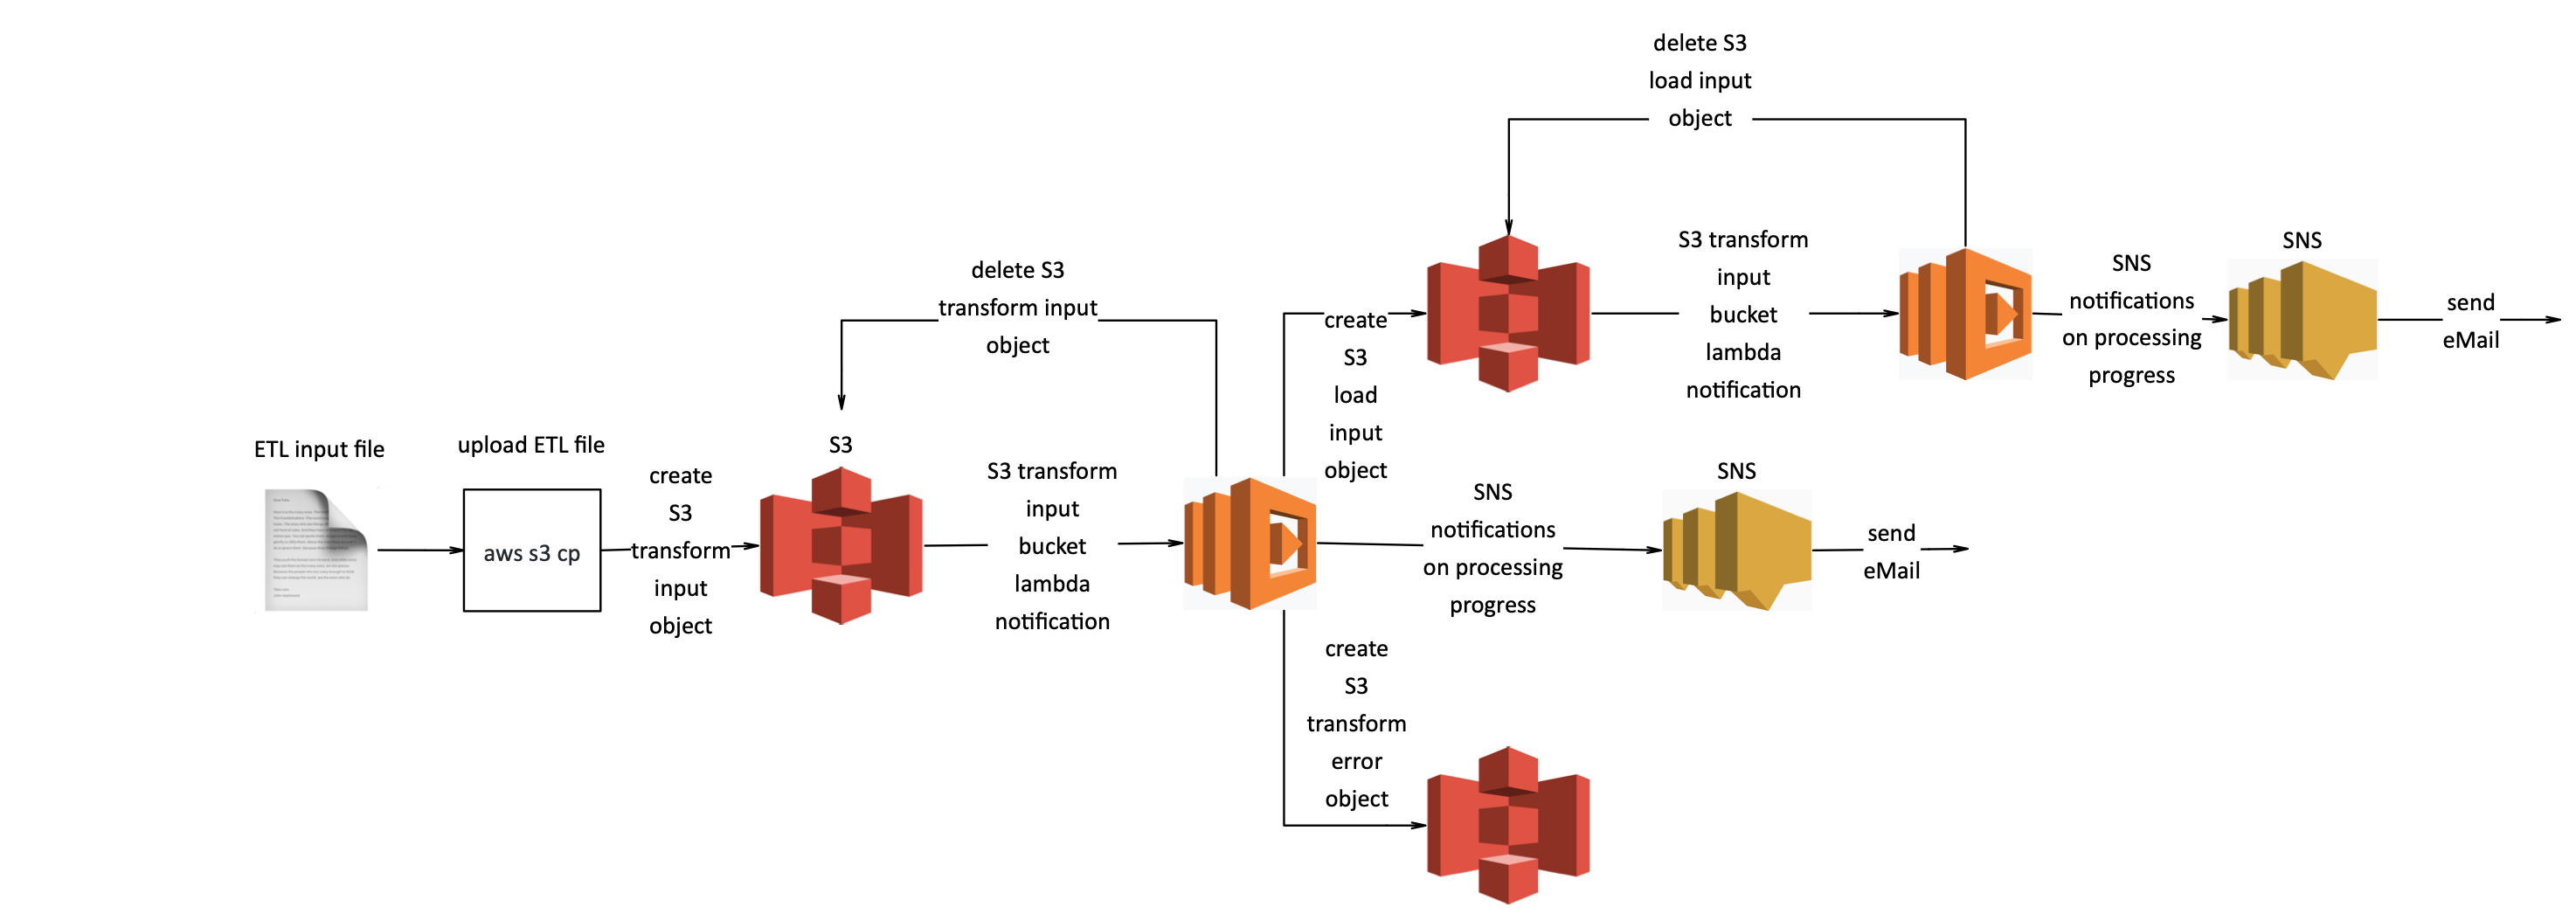 delete S3
load input
object
S3 transform
input
bucket
lambda
notification
SNS
notifications
on processing
progress
SNS
send
eMail
delete S3
transform input
object
create
S3
load
input
object
ETL input file
upload ETL file
aws s3 cp
create
S3
transform
input
object
S3
S3 transform
input
bucket
lambda
notification
SNS
notifications
on processing
progress
SNS
send
eMail
create
S3
transform
error
object